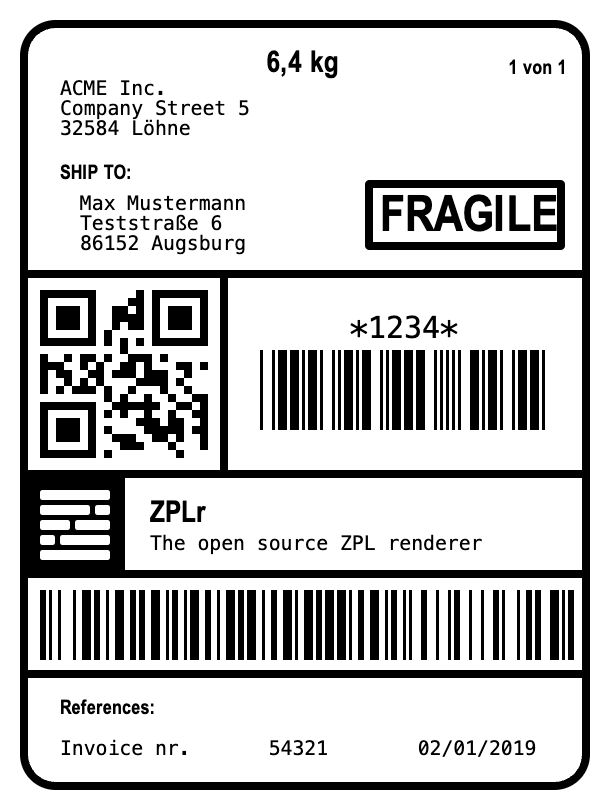 6,4 kg
1 von 1
ACME Inc.
Company Street 5
32584 Löhne
SHIP TO:
Max Mustermann
Teststraße 6
86152 Augsburg
FRAGILE
*1234*
ZPLr
The open source ZPL renderer
References:
Invoice nr. 54321 02/01/2019